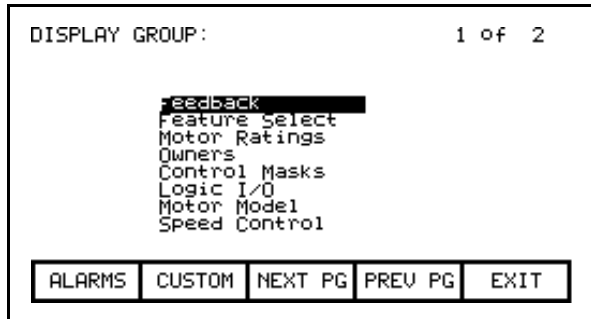 DISPLAY GROUP: 1 of 2
Feedback
Feature Select
Motor Ratings
Owners
Control Masks
Logic I/O
Motor Model
Speed Control
ALARMS CUSTOM NEXT PG PREV PG EXIT